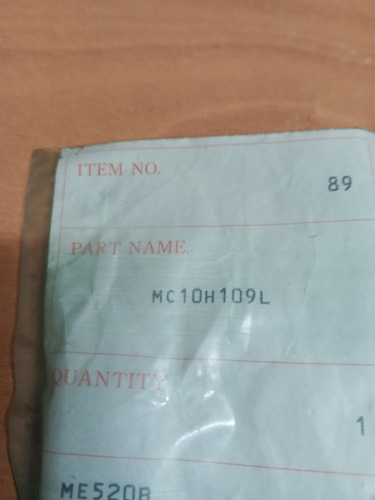 ITEM NO.
89
PART NAME.
MC10H109L
QUANTITY
1
ME520B